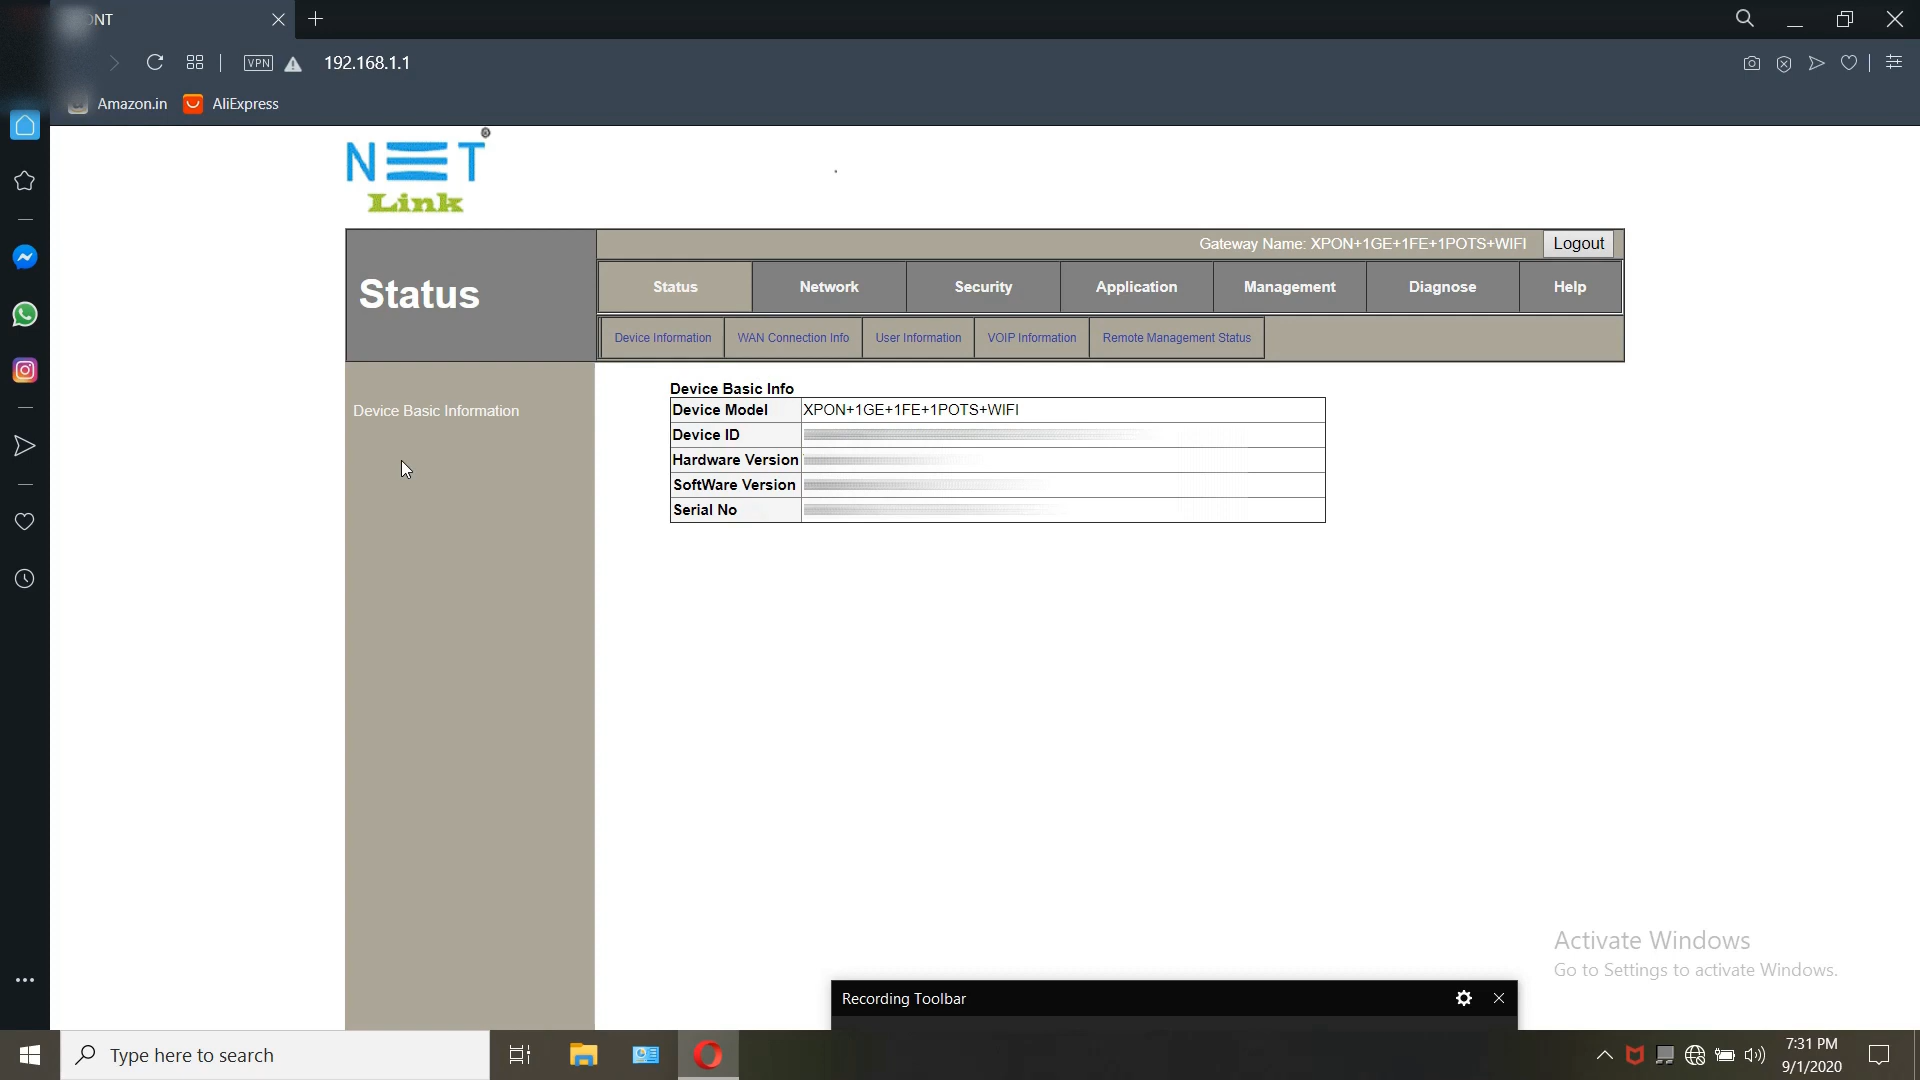 ONT
VPN
192.168.1.1
Amazon.in
AliExpress
NET
Link
Gateway Name: XPON+1GE+1FE+1POTS+WIFI
Logout
Status
Status
Network
Security
Application
Management
Diagnose
Help
Device Information
WAN Connection Info
User Information
VOIP Information
Remote Management Status
Device Basic Information
Device Basic Info
Device Model XPON+1GE+1FE+1POTS+WIFI
Device ID
Hardware Version
SoftWare Version
Serial No
Activate Windows
Go to Settings to activate Windows.
Recording Toolbar
Type here to search
7:31 PM
9/1/2020